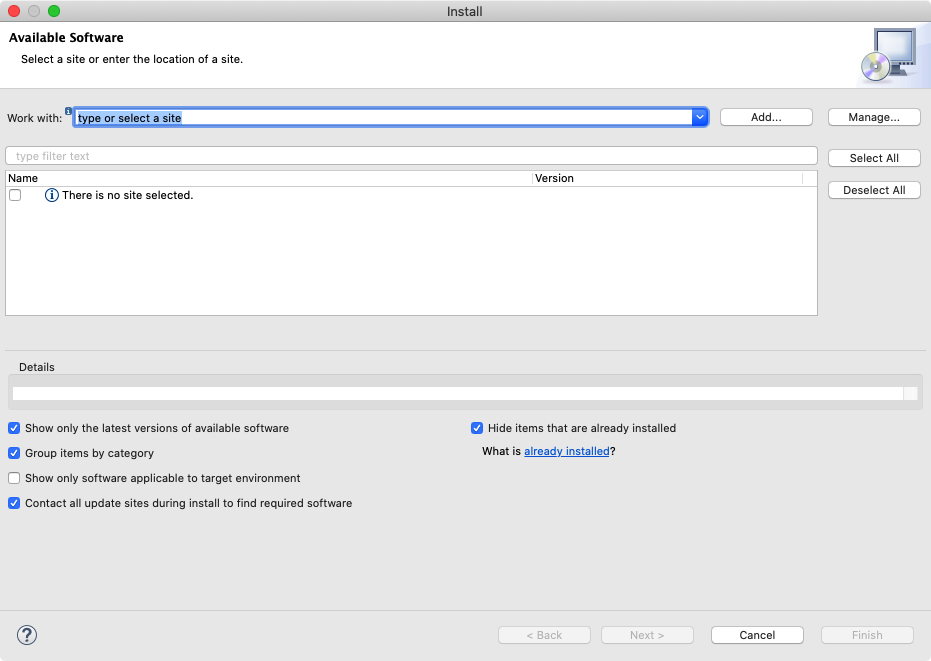 Install
Available Software
Select a site or enter the location of a site.
Work with: type or select a site Add... Manage...
type filter text Select All
Name Version
There is no site selected. Deselect All
Details
Show only the latest versions of available software Hide items that are already installed
Group items by category What is already installed?
Show only software applicable to target environment
Contact all update sites during install to find required software
? < Back Next > Cancel Finish